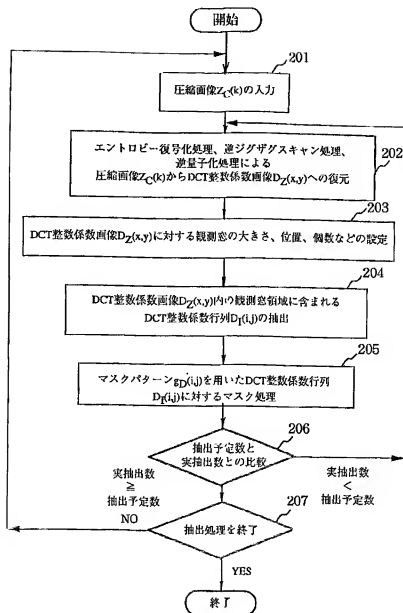 開始
201
圧縮画像ZC(k)の入力
エントロピー復号化処理、逆ジグザグスキャン処理、
逆量子化処理による
圧縮画像ZC(k)からDCT整数係数画像DZ(x,y)への復元
202
203
DCT整数係数画像DZ(x,y)に対する観測窓の大きさ、位置、個数などの設定
204
DCT整数係数画像DZ(x,y)内の観測窓領域に含まれる
DCT整数係数行列DI(i,j)の抽出
205
マスクパターンgD(i,j)を用いたDCT整数係数行列
DI(i,j)に対するマスク処理
206
抽出予定数と
実抽出数との比較
実抽出数
≧
抽出予定数
実抽出数
<
抽出予定数
207
NO
抽出処理を終了
YES
終了